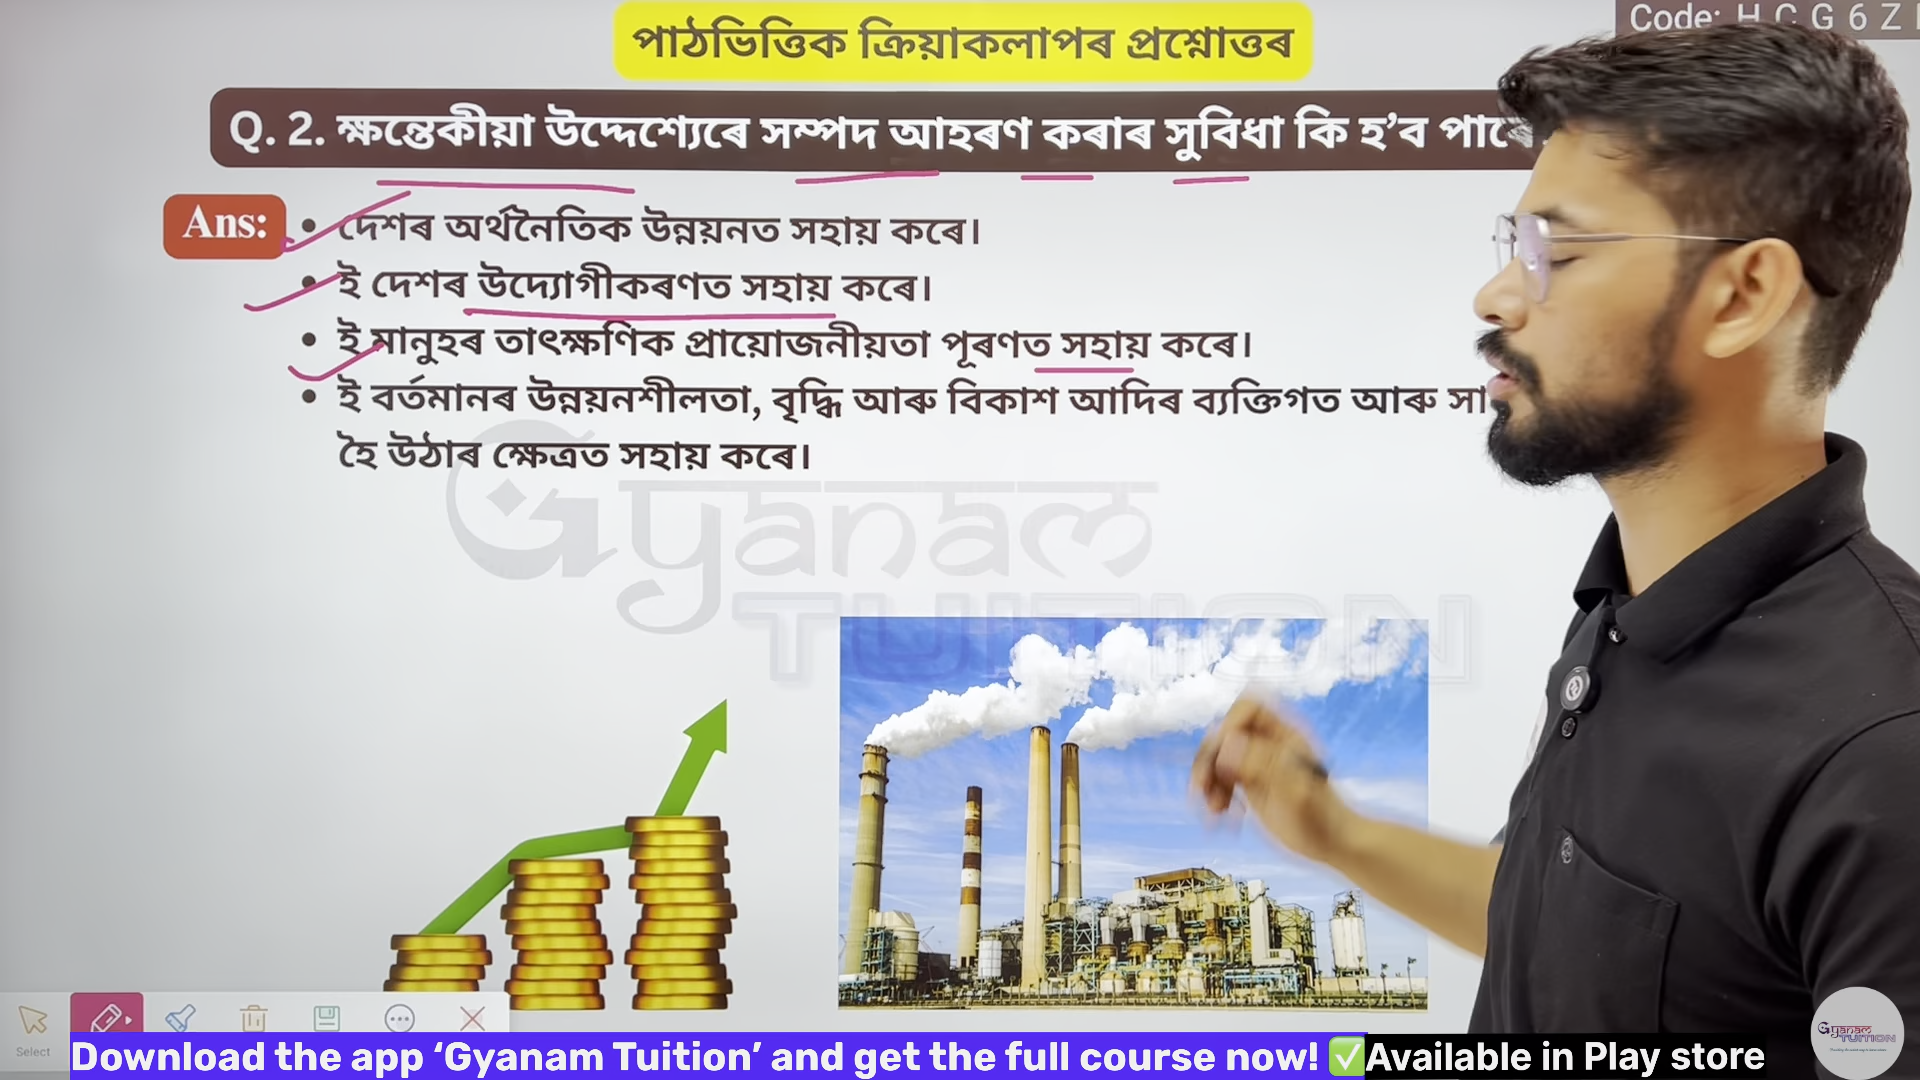 Code: H C G 6 Z
পাঠভিত্তিক ক্ৰিয়াকলাপৰ প্ৰশ্নোত্তৰ
Q. 2. ক্ষন্তেকীয়া উদ্দেশ্যেৰে সম্পদ আহৰণ কৰাৰ সুবিধা কি হ’ব
Ans:
• দেশৰ অৰ্থনৈতিক উন্নয়নত সহায় কৰে।
• ই দেশৰ উদ্যোগীকৰণত সহায় কৰে।
• ই মানুহৰ তাৎক্ষণিক প্ৰায়োজনীয়তা পূৰণত সহায় কৰে।
• ই বৰ্তমানৰ উন্নয়নশীলতা, বৃদ্ধি আৰু বিকাশ আদিৰ ব্যক্তিগত আৰু
হৈ উঠাৰ ক্ষেত্ৰত সহায় কৰে।
Gyanam
TUITION
Select
Gyanam
TUITION
Download the app ‘Gyanam Tuition’ and get the full course now! ✅Available in Play store